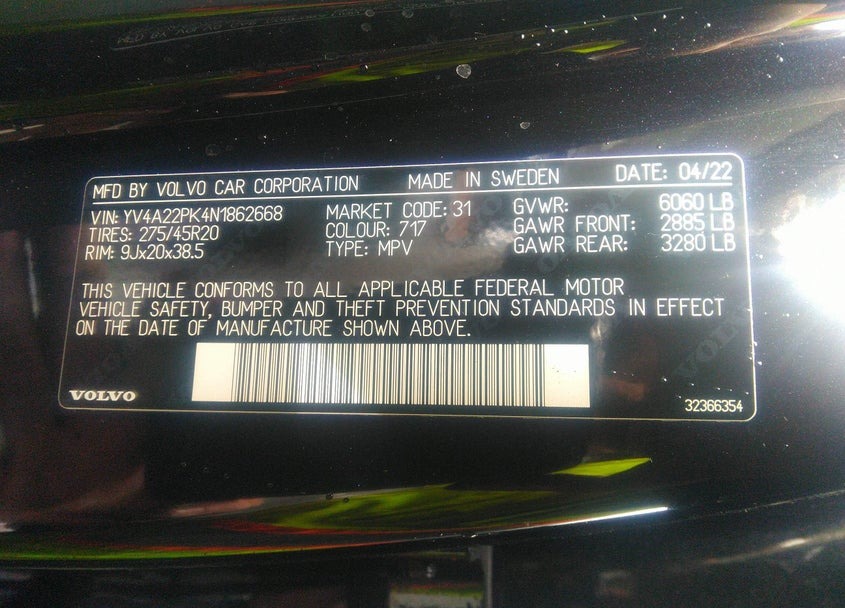 MFD BY VOLVO CAR CORPORATION MADE IN SWEDEN DATE: 04/22
VIN: YV4A22PK4N1862668 MARKET CODE: 31 GVWR: 6060 LB
TIRES: 275/45R20 COLOUR: 717 GAWR FRONT: 2885 LB
RIM: 9Jx20x38.5 TYPE: MPV GAWR REAR: 3280 LB
THIS VEHICLE CONFORMS TO ALL APPLICABLE FEDERAL MOTOR
VEHICLE SAFETY, BUMPER AND THEFT PREVENTION STANDARDS IN EFFECT
ON THE DATE OF MANUFACTURE SHOWN ABOVE.
VOLVO 32366354